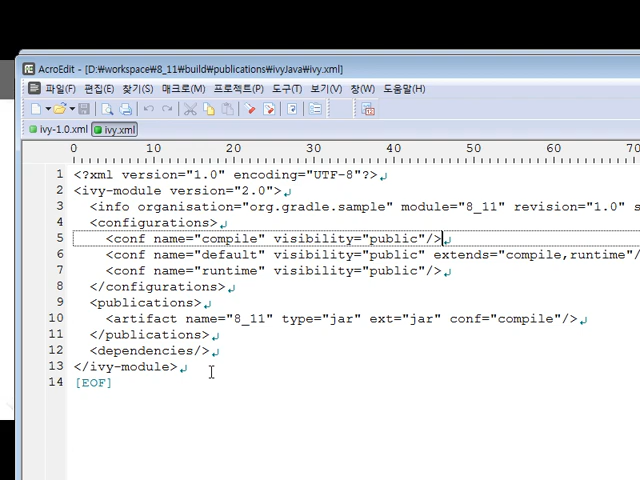 AcroEdit - [D:₩workspace₩8_11₩build₩publications₩ivyJava₩ivy.xml]
파일(F) 편집(E) 찾기(S) 매크로(M) 프로젝트(P) 도구(T) 보기(V) 창(W) 도움말(H)
ivy-1.0.xml ivy.xml
0 10 20 30 40 50 60 70
1 <?xml version="1.0" encoding="UTF-8"?>
2 <ivy-module version="2.0">
3 <info organisation="org.gradle.sample" module="8_11" revision="1.0" s
4 <configurations>
5 <conf name="compile" visibility="public"/>
6 <conf name="default" visibility="public" extends="compile,runtime"/
7 <conf name="runtime" visibility="public"/>
8 </configurations>
9 <publications>
10 <artifact name="8_11" type="jar" ext="jar" conf="compile"/>
11 </publications>
12 <dependencies/>
13 </ivy-module>
14 [EOF]